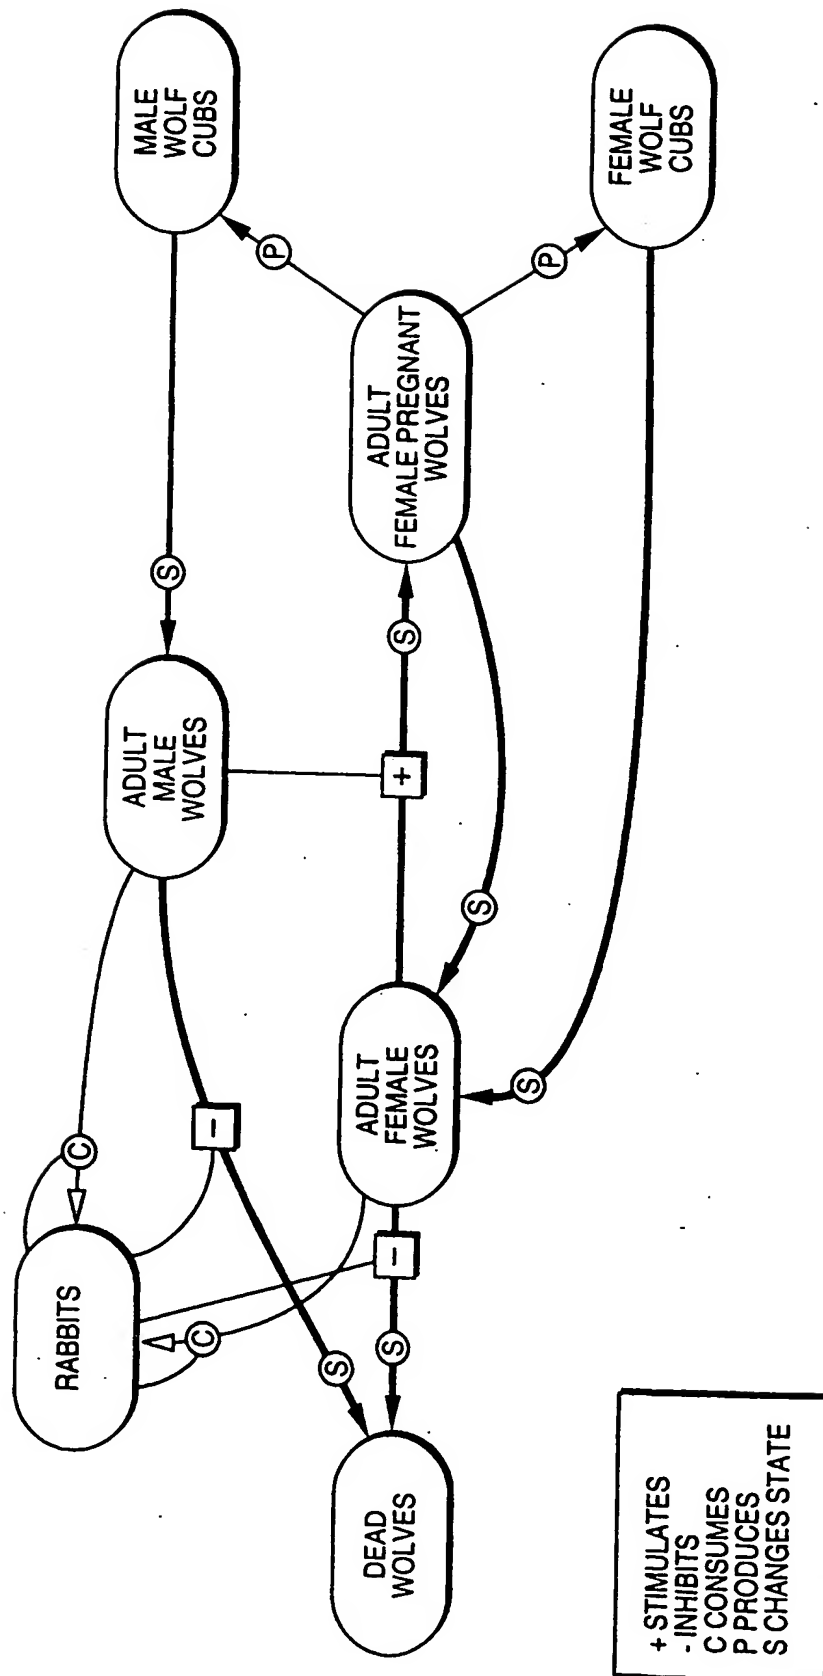 RABBITS
C
C
DEAD
WOLVES
S
S
-
-
ADULT
MALE
WOLVES
ADULT
FEMALE
WOLVES
+
S
S
S
S
ADULT
FEMALE PREGNANT
WOLVES
P
P
MALE
WOLF
CUBS
FEMALE
WOLF
CUBS
+ STIMULATES
- INHIBITS
C CONSUMES
P PRODUCES
S CHANGES STATE